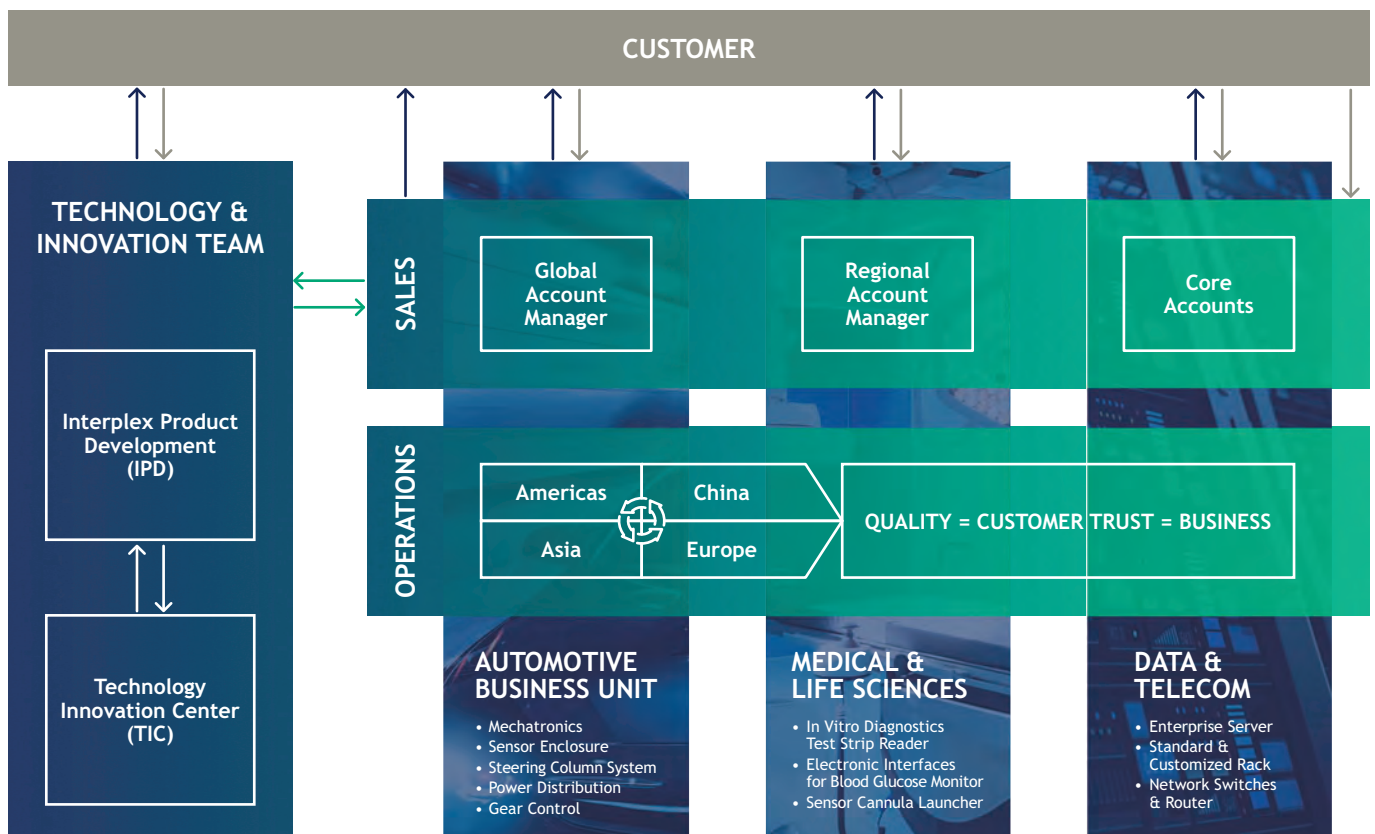 CUSTOMER
TECHNOLOGY &
INNOVATION TEAM
Interplex Product
Development
(IPD)
Technology
Innovation Center
(TIC)
SALES
Global
Account
Manager
Regional
Account
Manager
Core
Accounts
OPERATIONS
Americas
China
Asia
Europe
QUALITY = CUSTOMER TRUST = BUSINESS
AUTOMOTIVE
BUSINESS UNIT
• Mechatronics
• Sensor Enclosure
• Steering Column System
• Power Distribution
• Gear Control
MEDICAL &
LIFE SCIENCES
• In Vitro Diagnostics
Test Strip Reader
• Electronic Interfaces
for Blood Glucose Monitor
• Sensor Cannula Launcher
DATA &
TELECOM
• Enterprise Server
• Standard &
Customized Rack
• Network Switches
& Router